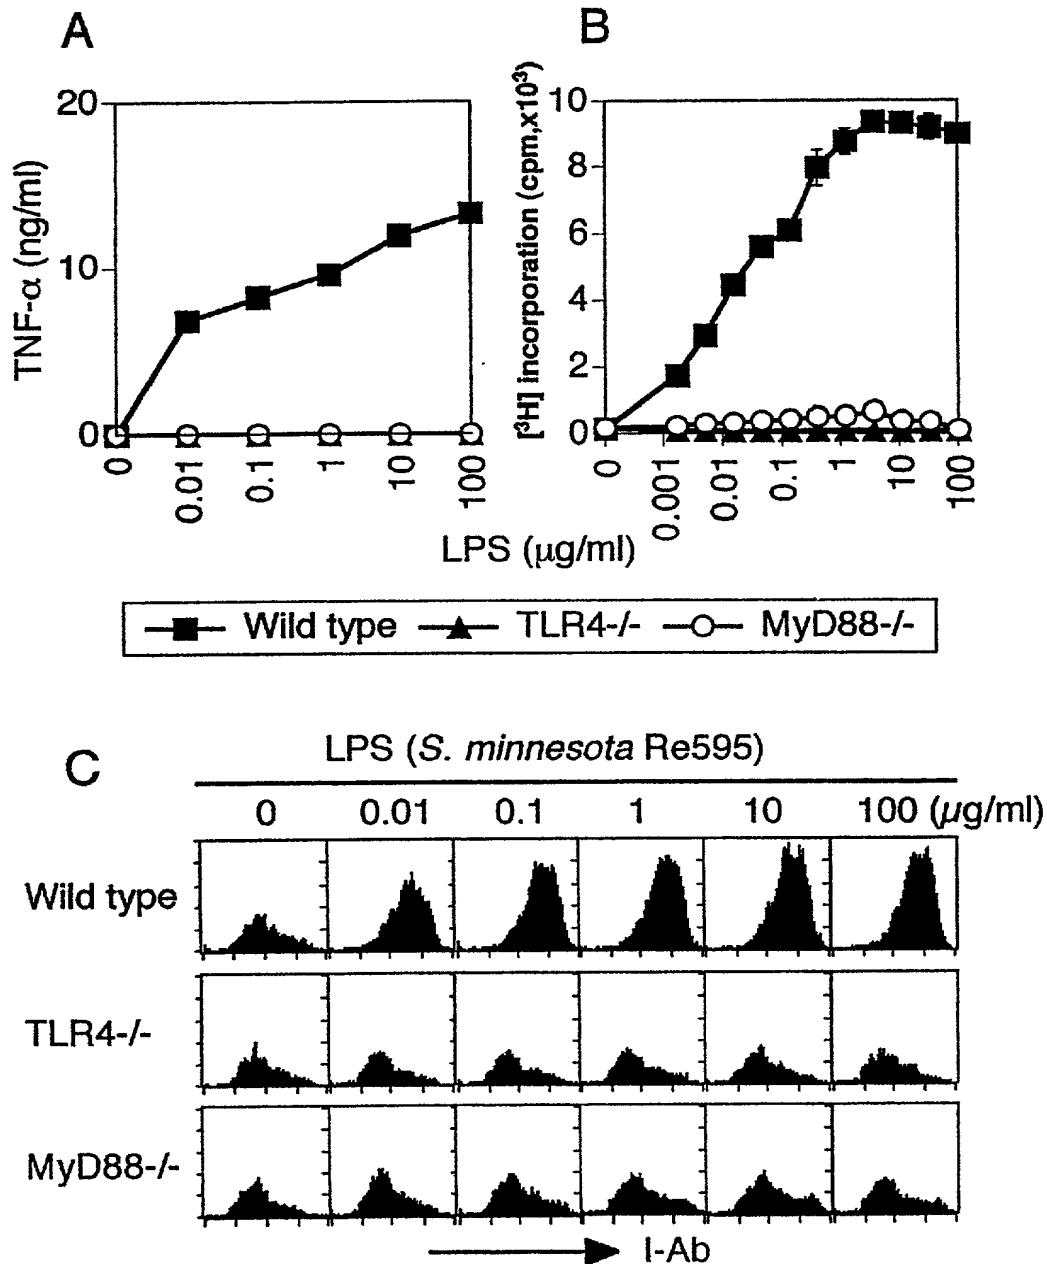 A
20
10
0
TNF-α (ng/ml)
0
0.01
0.1
1
10
100
B
[³H] incorporation (cpm,x10³)
10
8
6
4
2
0
0
0.001
0.01
0.1
1
10
100
LPS (μg/ml)
Wild type TLR4-/- MyD88-/-
C
LPS (S. minnesota Re595)
0 0.01 0.1 1 10 100 (μg/ml)
Wild type
TLR4-/-
MyD88-/-
I-Ab